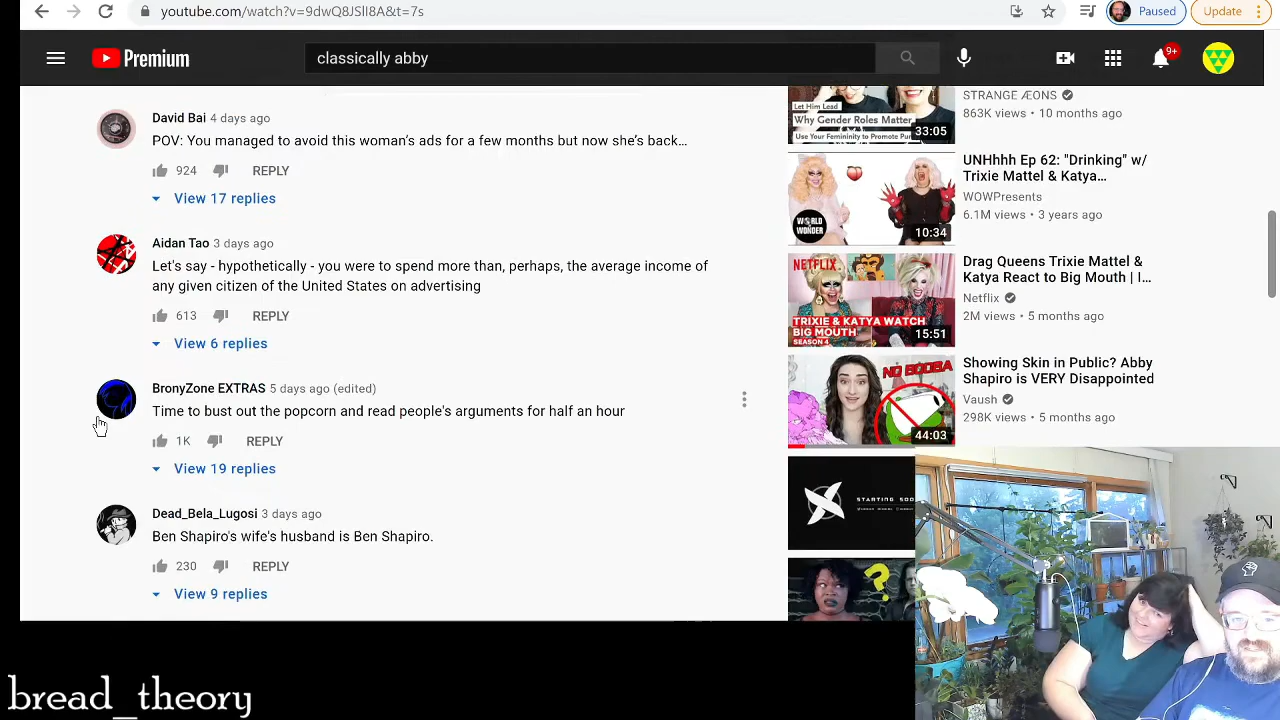 youtube.com/watch?v=9dwQ8JSlI8A&t=7s
Paused
Update
Premium
classically abby
9+
David Bai 4 days ago
you managed to avoid this woman's ads for a few months but now she's back...
924
REPLY
View 17 replies
Aidan Tao 3 days ago
Let's say - hypothetically - you were to spend more than, perhaps, the average income of
any given citizen of the United States on advertising
613
REPLY
View 6 replies
BronyZone EXTRAS 5 days ago (edited)
Time to bust out the popcorn and read people's arguments for half an hour
1K
REPLY
View 19 replies
Lugosi 3 days ago
Ben Shapiro's wife's husband is Ben Shapiro.
230
REPLY
View 9 replies
Let Him Lead
Why Gender Roles Matter
Use Your Femininity to Promote
33:05
STRANGE ÆONS
863K views • 10 months ago
WORLD
WONDER
10:34
UNHhhh Ep 62: "Drinking" w/
Trixie Mattel & Katya...
WOWPresents
6.1M views • 3 years ago
NETFLIX
TRIXIE & KATYA WATCH
BIG MOUTH
SEASON 4
15:51
Drag Queens Trixie Mattel &
Katya React to Big Mouth | I...
Netflix
2M views • 5 months ago
NO BOOBA
44:03
Showing Skin in Public? Abby
Shapiro is VERY Disappointed
Vaush
298K views • 5 months ago
STARTING SOO
bread_theory